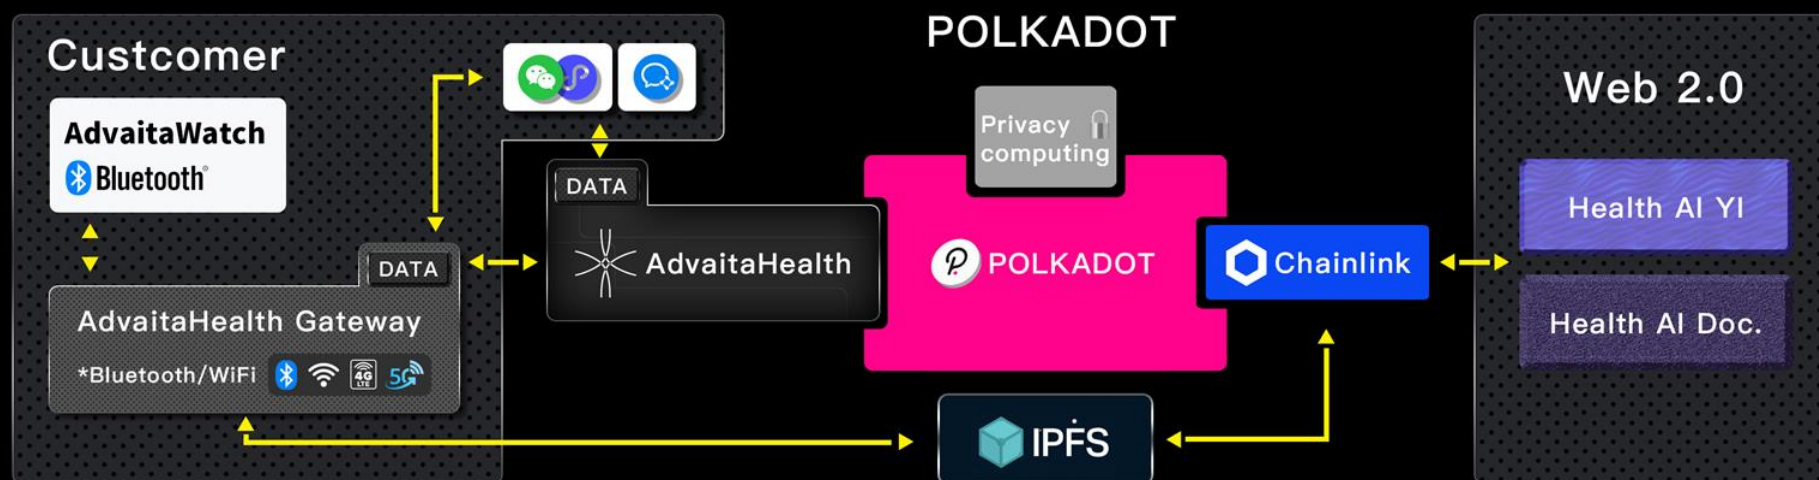 Custcomer
AdvaitaWatch
Bluetooth®
DATA
AdvaitaHealth Gateway
*Bluetooth/WiFi
4G
LTE
5G
DATA
AdvaitaHealth
POLKADOT
Privacy
computing
POLKADOT
Chainlink
IPFS
Web 2.0
Health AI YI
Health AI Doc.